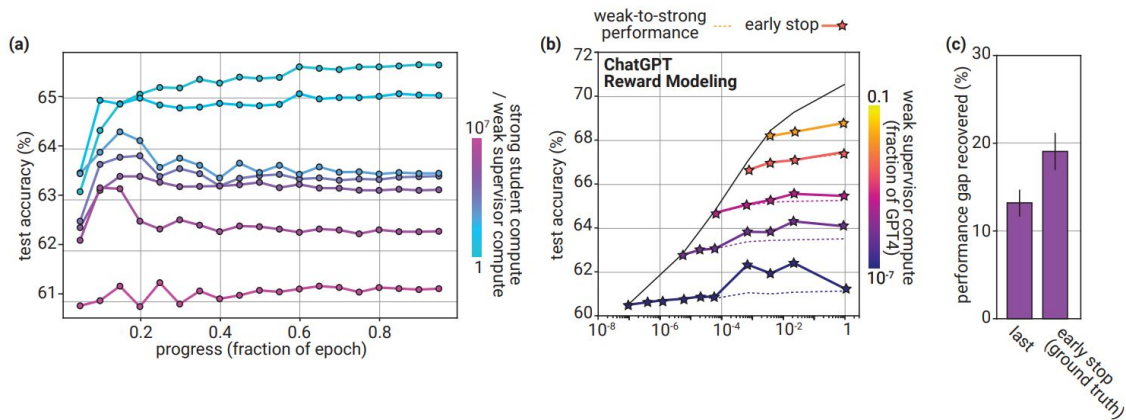 (a)
test accuracy (%)
65
64
63
62
61
0.2 0.4 0.6 0.8
progress (fraction of epoch)
strong student compute
/ weak supervisor compute
10^7
1
weak-to-strong
performance
early stop
(b)
ChatGPT
Reward Modeling
test accuracy (%)
72
70
68
66
64
62
60
10^-8 10^-6 10^-4 10^-2 1
weak supervisor compute
(fraction of GPT4)
0.1
10^-7
(c)
performance gap recovered (%)
30
20
10
0
last
early stop
(ground truth)